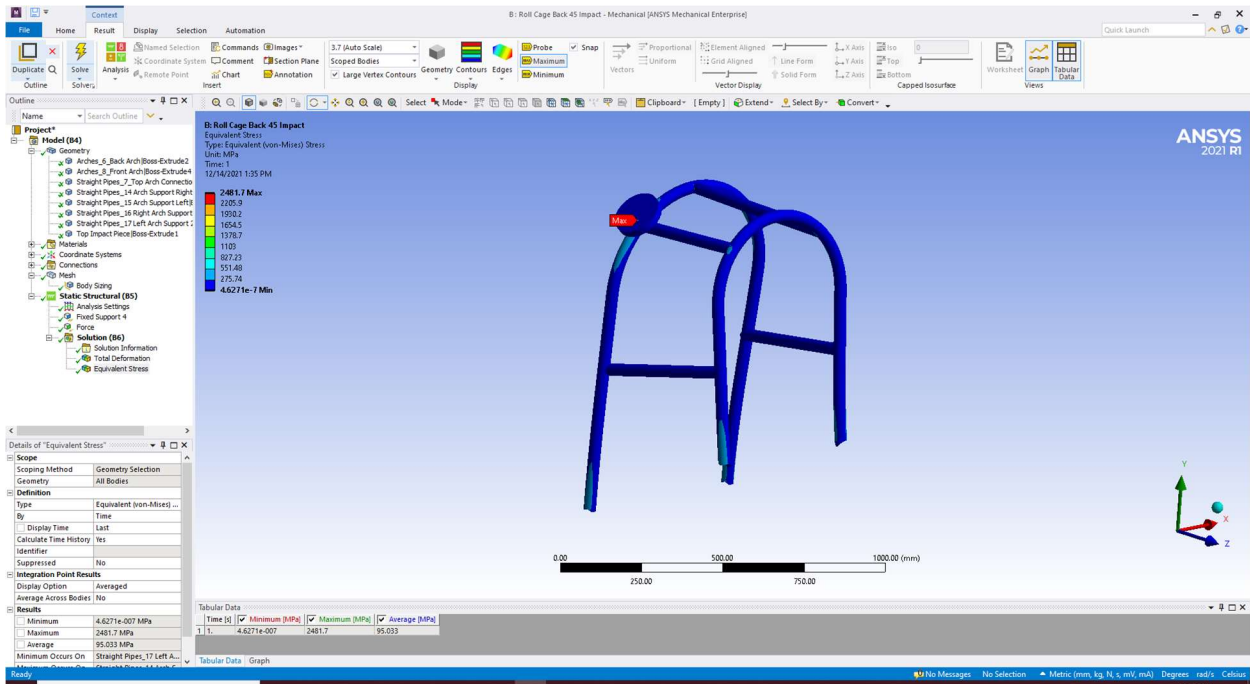 Context
B : Roll Cage Back 45 Impact - Mechanical [ANSYS Mechanical Enterprise]
File Home Result Display Selection Automation
Quick Launch
Duplicate
Solve
Analysis
Named Selection
Coordinate System
Remote Point
Commands
Comment
Chart
Images
Section Plane
Annotation
3.7 (Auto Scale)
Scoped Bodies
Large Vertex Contours
Geometry
Contours
Edges
Probe
Maximum
Minimum
Snap
Vectors
Proportional
Uniform
Element Aligned
Grid Aligned
Line Form
Solid Form
X Axis
Y Axis
Z Axis
Iso
Top
Bottom
0
Worksheet
Graph
Tabular
Data
Outline Solver Insert Display Vector Display Capped Isosurface Views
Outline
Name Search Outline
Select Mode Clipboard [ Empty ] Extend Select By Convert
Project*
Model (B4)
Geometry
Arches_6_Back Arch|Boss-Extrude2
Arches_8_Front Arch|Boss-Extrude4
Straight Pipes_7_Top Arch Connectio
Straight Pipes_14 Arch Support Right
Straight Pipes_15 Arch Support Left|
Straight Pipes_16 Right Arch Support
Straight Pipes_17 Left Arch Support
Top Impact Piece|Boss-Extrude1
Materials
Coordinate Systems
Connections
Mesh
Body Sizing
Static Structural (B5)
Analysis Settings
Fixed Support 4
Force
Solution (B6)
Solution Information
Total Deformation
Equivalent Stress
B: Roll Cage Back 45 Impact
Equivalent Stress
Type: Equivalent (von-Mises) Stress
Unit: MPa
Time: 1
12/14/2021 1:35 PM
2481.7 Max
2205.9
1930.2
1654.5
1378.7
1103
827.23
551.48
275.74
4.6271e-7 Min
ANSYS
2021 R1
Max
Y
X
Z
0.00 500.00 1000.00 (mm)
250.00 750.00
Details of "Equivalent Stress"
Scope
Scoping Method Geometry Selection
Geometry All Bodies
Definition
Type Equivalent (von-Mises) ...
By Time
Display Time Last
Calculate Time History Yes
Identifier
Suppressed No
Integration Point Results
Display Option Averaged
Average Across Bodies No
Results
Minimum 4.6271e-007 MPa
Maximum 2481.7 MPa
Average 95.033 MPa
Minimum Occurs On Straight Pipes_17 Left A...
Tabular Data
Time [s] Minimum [MPa] Maximum [MPa] Average [MPa]
1 1. 4.6271e-007 2481.7 95.033
Tabular Data Graph
Ready
No Messages No Selection Metric (mm, kg, N, s, mV, mA) Degrees rad/s Celsius